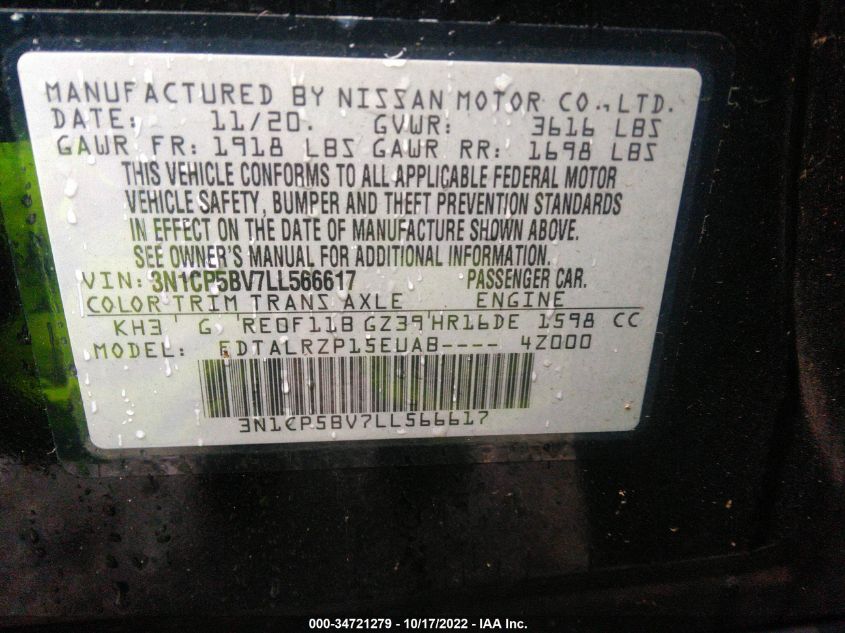 MANUFACTURED BY NISSAN MOTOR CO., LTD.
DATE: 11/20. GVWR: 3616 LBS
GAWR FR: 1918 LBS GAWR RR: 1698 LBS
THIS VEHICLE CONFORMS TO ALL APPLICABLE FEDERAL MOTOR
VEHICLE SAFETY, BUMPER AND THEFT PREVENTION STANDARDS
IN EFFECT ON THE DATE OF MANUFACTURE SHOWN ABOVE.
SEE OWNER'S MANUAL FOR ADDITIONAL INFORMATION.
VIN: 3N1CP5BV7LL566617 PASSENGER CAR.
COLOR TRIM TRANS AXLE ENGINE
KH3 G RE0F11B GZ39 HR16DE 1598 CC
MODEL: FDTALRZP15EUAB---- 4Z000
3N1CP5BV7LL566617
000-34721279 - 10/17/2022 - IAA Inc.